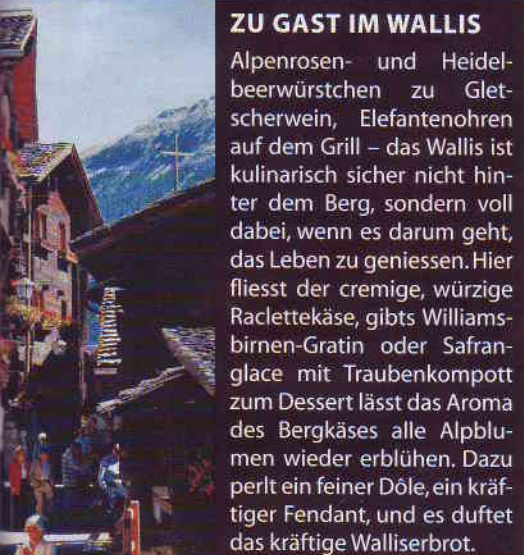 ZU GAST IM WALLIS
Alpenrosen- und Heidel-
beerwürstchen zu Glet-
scherwein, Elefantenohren
auf dem Grill – das Wallis ist
kulinarisch sicher nicht hin-
ter dem Berg, sondern voll
dabei, wenn es darum geht,
das Leben zu geniessen. Hier
fliesst der cremige, würzige
Raclettekäse, gibts Williams-
birnen-Gratin oder Safran-
glace mit Traubenkompott
zum Dessert lässt das Aroma
des Bergkäses alle Alpblu-
men wieder erblühen. Dazu
perlt ein feiner Dôle, ein kräf-
tiger Fendant, und es duftet
das kräftige Walliserbrot.